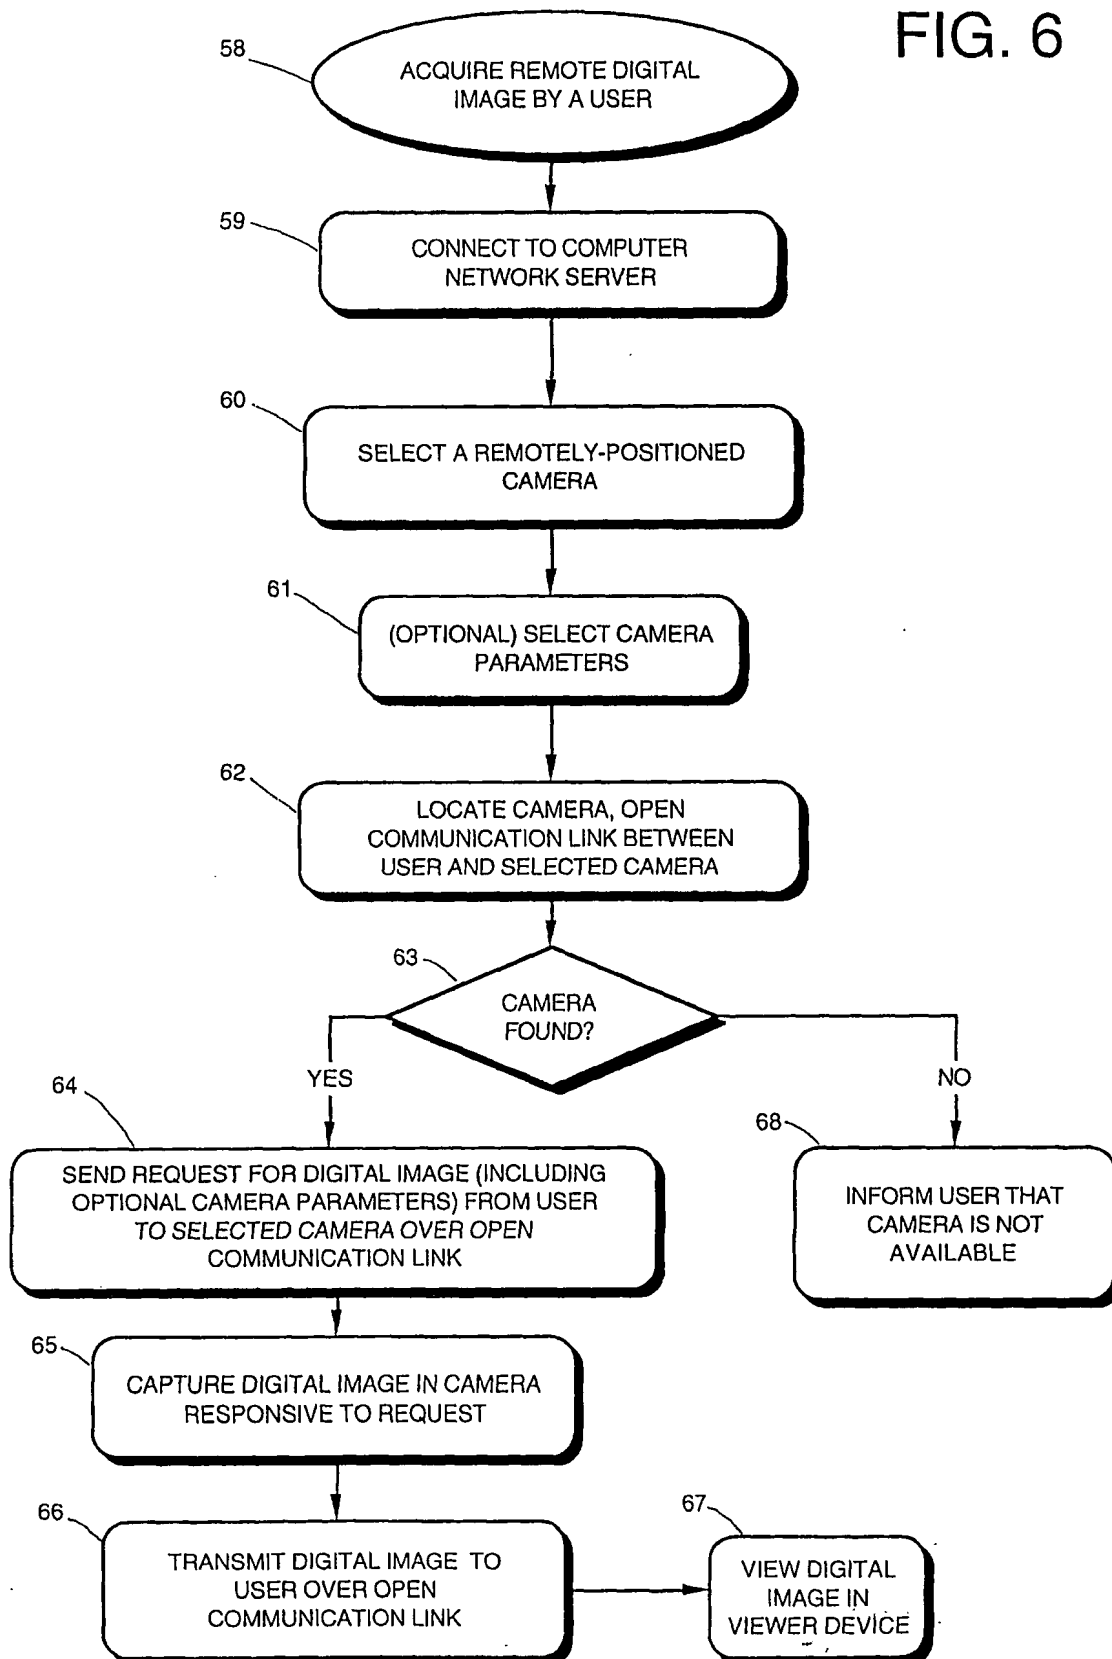 FIG. 6
58
ACQUIRE REMOTE DIGITAL
IMAGE BY A USER
59
CONNECT TO COMPUTER
NETWORK SERVER
60
SELECT A REMOTELY-POSITIONED
CAMERA
61
(OPTIONAL) SELECT CAMERA
PARAMETERS
62
LOCATE CAMERA, OPEN
COMMUNICATION LINK BETWEEN
USER AND SELECTED CAMERA
63
CAMERA
FOUND?
YES
NO
64
SEND REQUEST FOR DIGITAL IMAGE (INCLUDING
OPTIONAL CAMERA PARAMETERS) FROM USER
TO SELECTED CAMERA OVER OPEN
COMMUNICATION LINK
68
INFORM USER THAT
CAMERA IS NOT
AVAILABLE
65
CAPTURE DIGITAL IMAGE IN CAMERA
RESPONSIVE TO REQUEST
66
TRANSMIT DIGITAL IMAGE TO
USER OVER OPEN
COMMUNICATION LINK
67
VIEW DIGITAL
IMAGE IN
VIEWER DEVICE